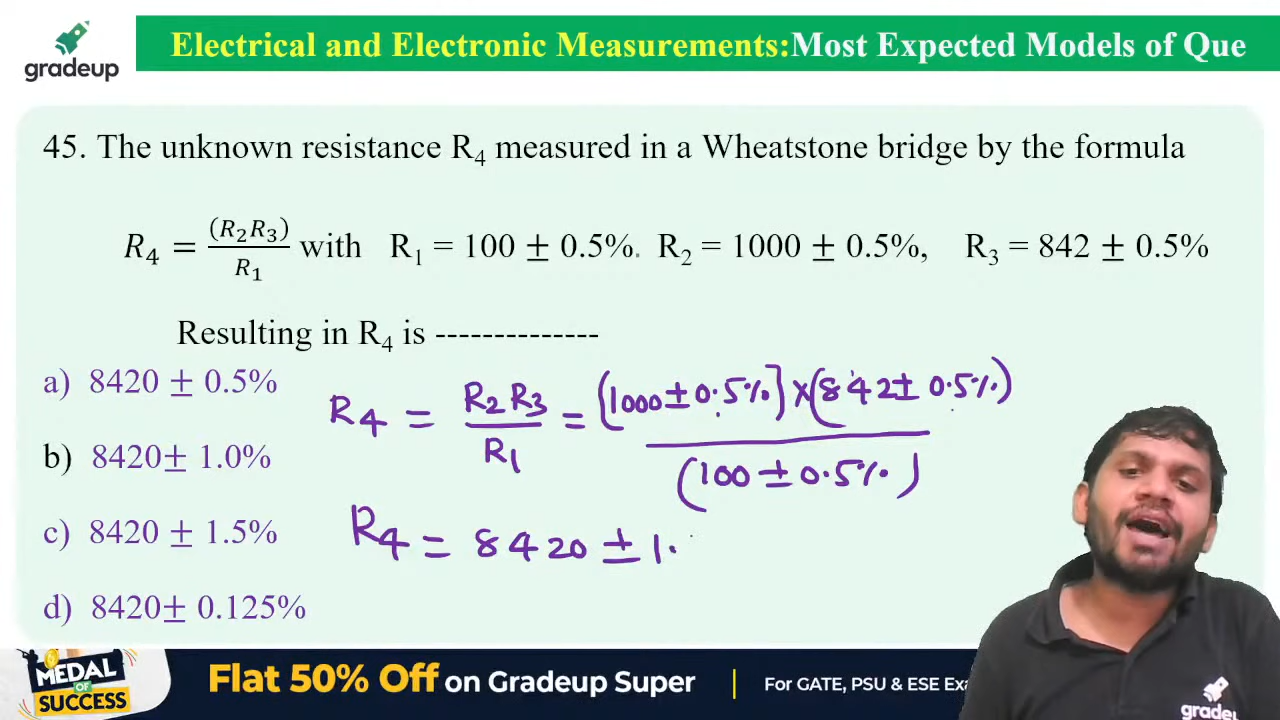 gradeup
Electrical and Electronic Measurements:Most Expected Models of Que
45. The unknown resistance R₄ measured in a Wheatstone bridge by the formula
R₄ = (R₂R₃)/R₁ with R₁ = 100 ± 0.5%. R₂ = 1000 ± 0.5%, R₃ = 842 ± 0.5%
Resulting in R₄ is --------------
a) 8420 ± 0.5%
b) 8420± 1.0%
c) 8420 ± 1.5%
d) 8420± 0.125%
R₄ = R₂ R₃/R₁ = (1000 ± 0.5%] × (842 ± 0.5%)/(100 ± 0.5%)
R₄ = 8420 ± 1.
MEDAL
OF
SUCCESS
Flat 50% Off on Gradeup Super | For GATE, PSU & ESE Exa
gradeu